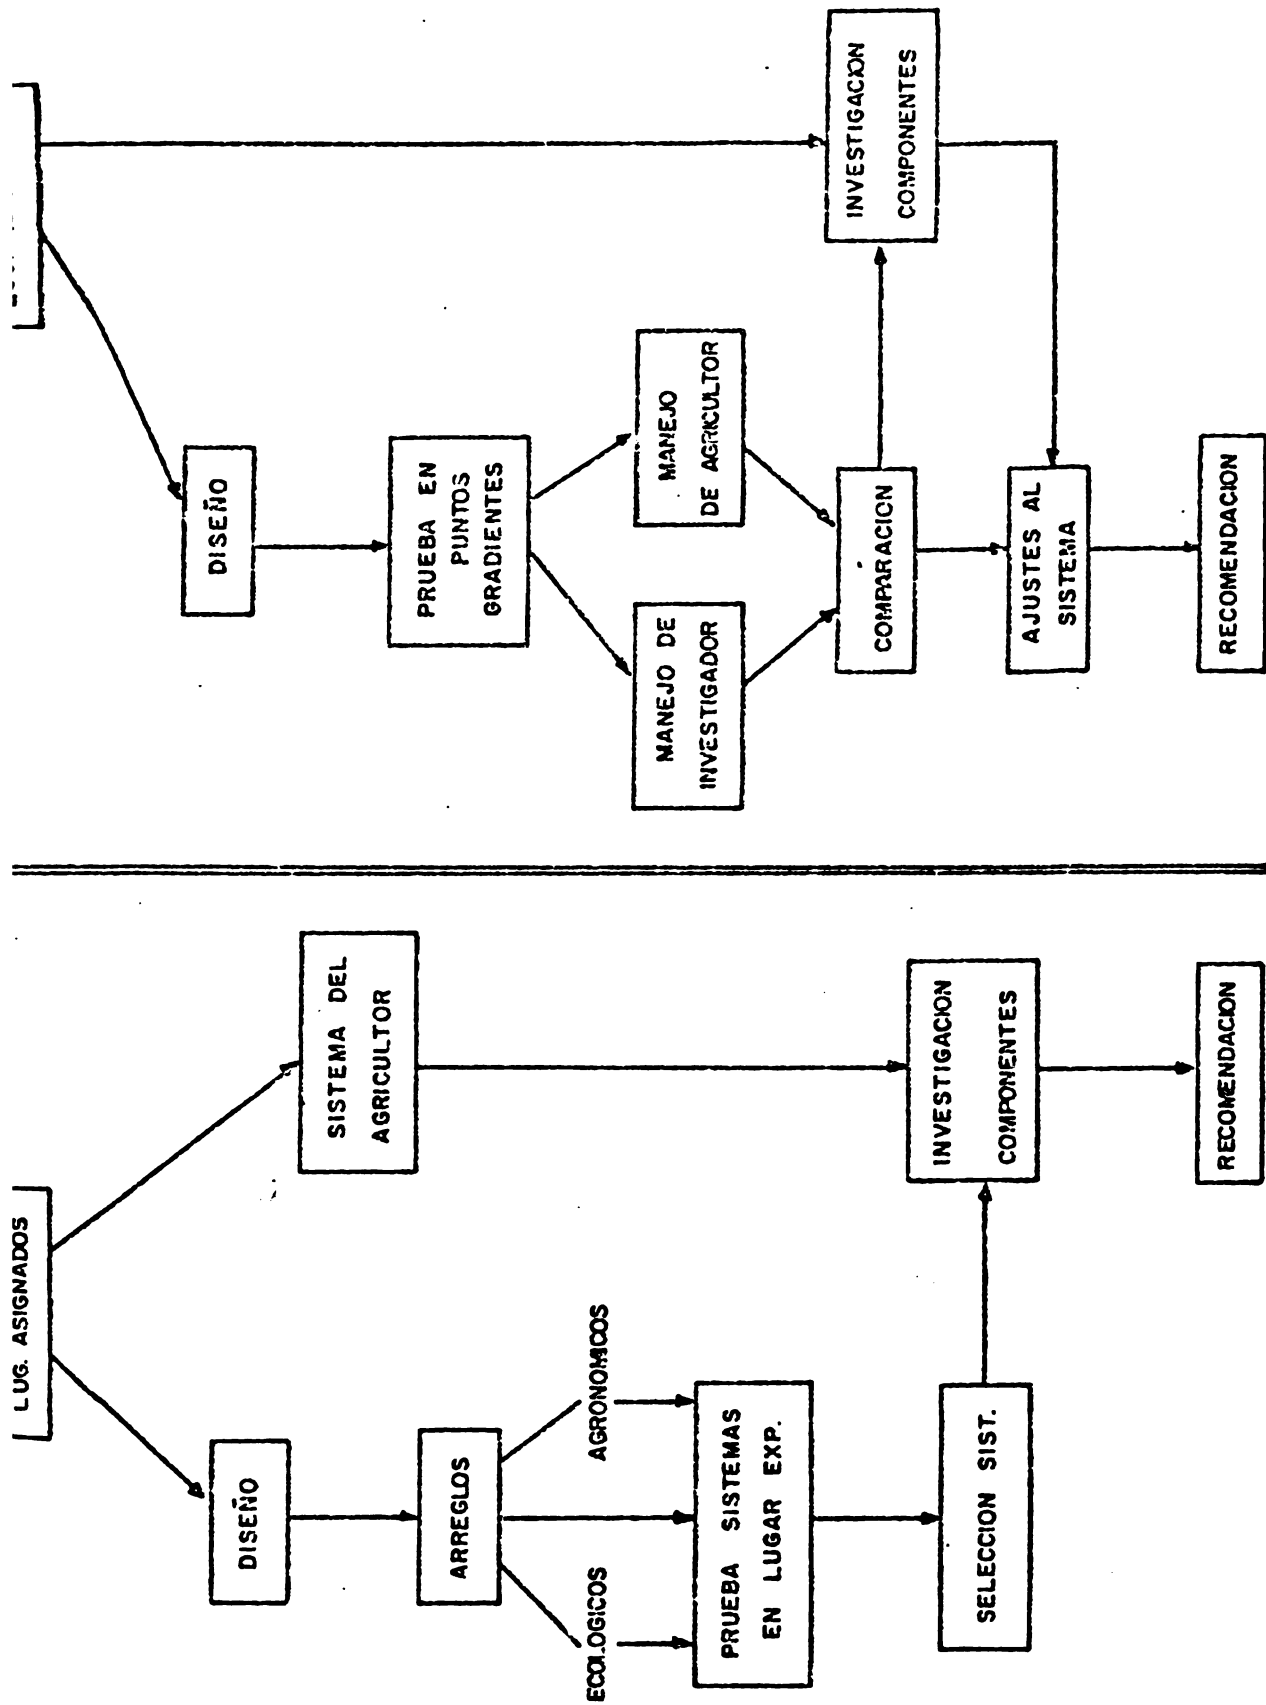 LUG. ASIGNADOS
DISEÑO
SISTEMA DEL
AGRICULTOR
ARREGLOS
ECOLOGICOS
AGRONOMICOS
PRUEBA SISTEMAS
EN LUGAR EXP.
SELECCION SIST.
INVESTIGACION
COMPONENTES
RECOMENDACION
DISEÑO
PRUEBA EN
PUNTOS
GRADIENTES
MANEJO DE
INVESTIGADOR
MANEJO
DE AGRICULTOR
COMPARACION
INVESTIGACION
COMPONENTES
AJUSTES AL
SISTEMA
RECOMENDACION